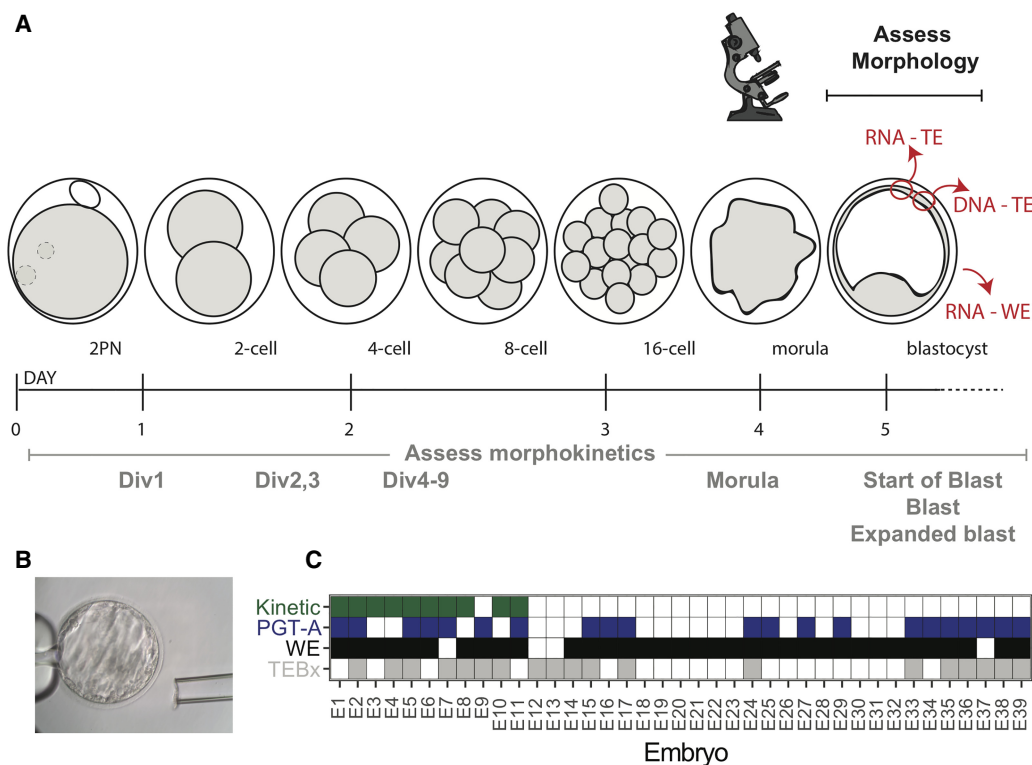 A
Assess
Morphology
RNA - TE
DNA - TE
RNA - WE
2PN 2-cell 4-cell 8-cell 16-cell morula blastocyst
DAY
0 1 2 3 4 5
Assess morphokinetics
Div1 Div2,3 Div4-9 Morula Start of Blast
Blast
Expanded blast
B
C
Kinetic
PGT-A
WE
TEBx
E1 E2 E3 E4 E5 E6 E7 E8 E9 E10 E11 E12 E13 E14 E15 E16 E17 E18 E19 E20 E21 E22 E23 E24 E25 E26 E27 E28 E29 E30 E31 E32 E33 E34 E35 E36 E37 E38 E39
Embryo